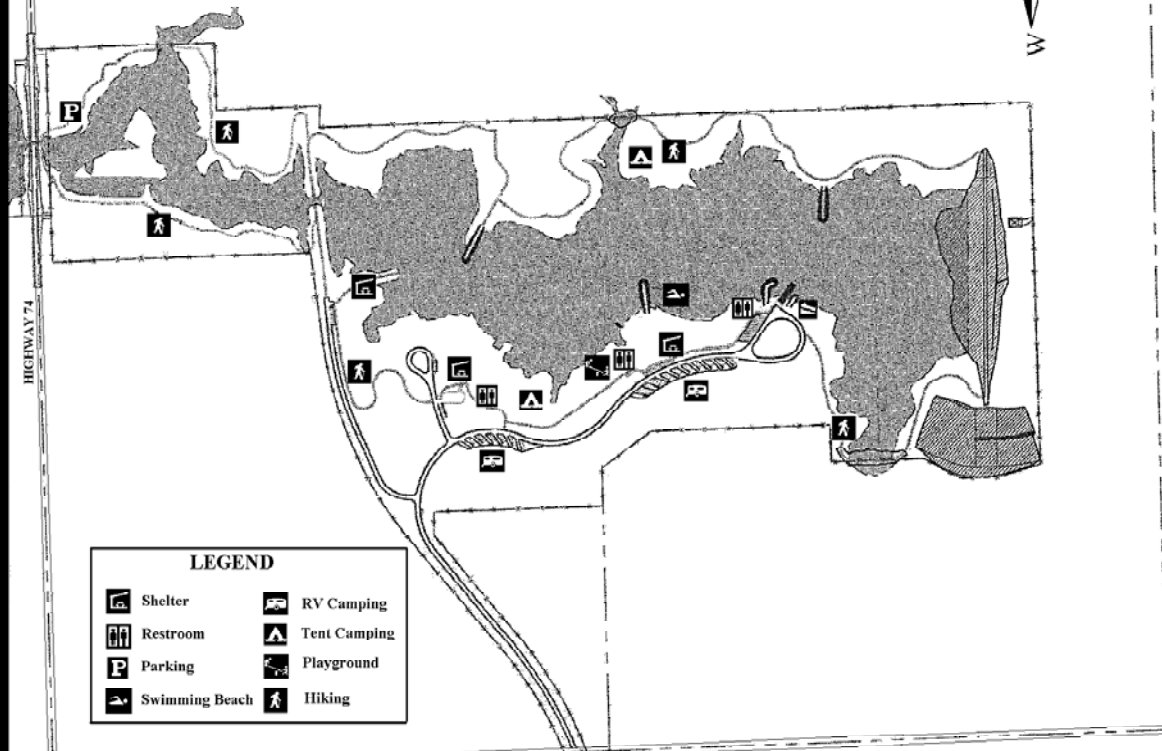 W
P
HIGHWAY 74
LEGEND
Shelter
RV Camping
Restroom
Tent Camping
P
Parking
Playground
Swimming Beach
Hiking